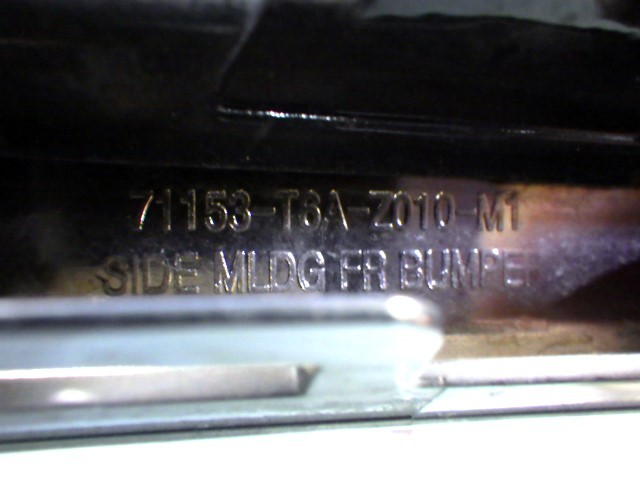 71153-T6A-Z010-M1
SIDE MLDG FR BUMPE